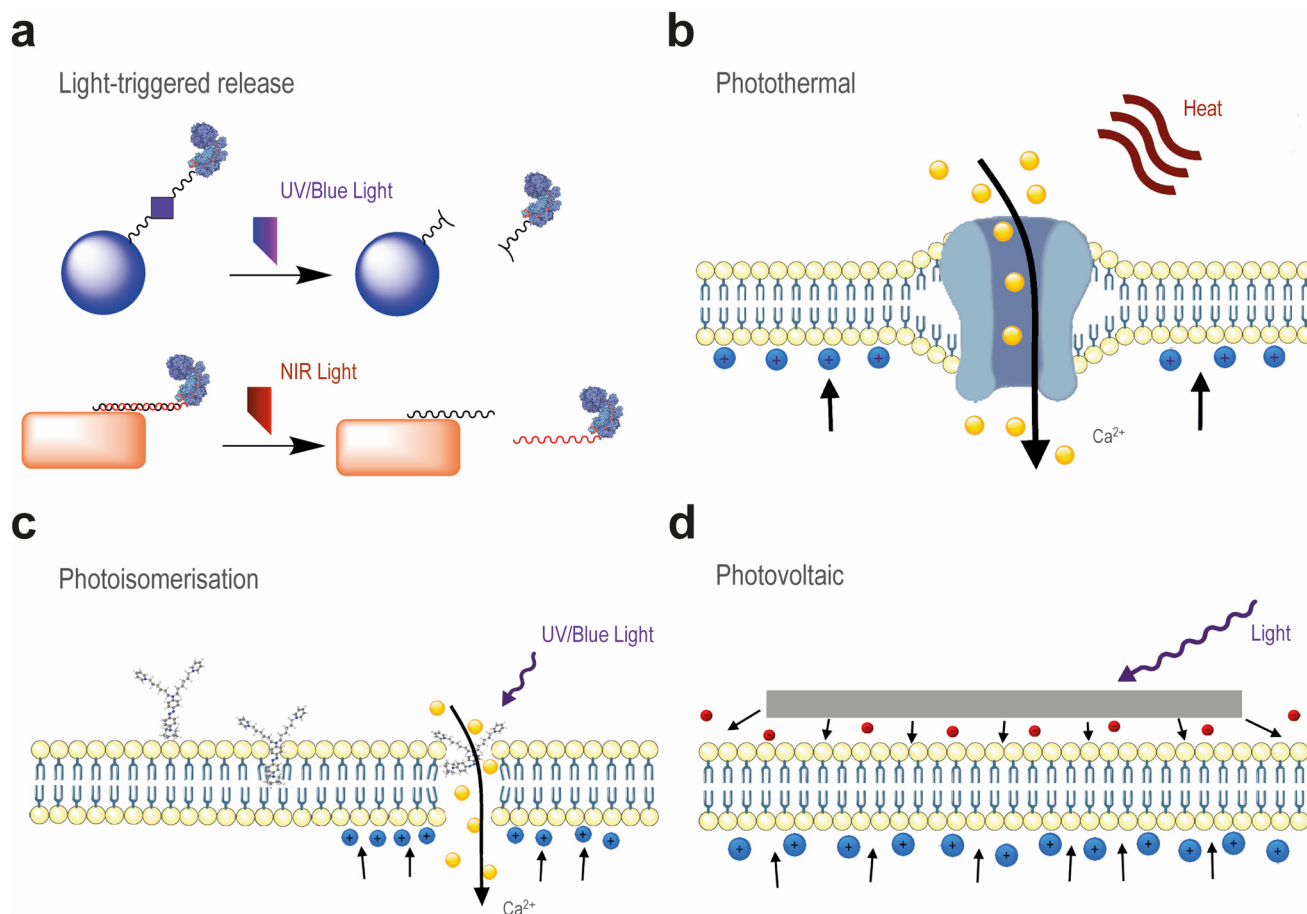 a
Light-triggered release
UV/Blue Light
NIR Light
b
Photothermal
Heat
+ + + + + + +
Ca²⁺
c
Photoisomerisation
UV/Blue Light
+ + + + + + + +
Ca²⁺
d
Photovoltaic
Light
- - - - - - - -
+ + + + + + + + + + + +